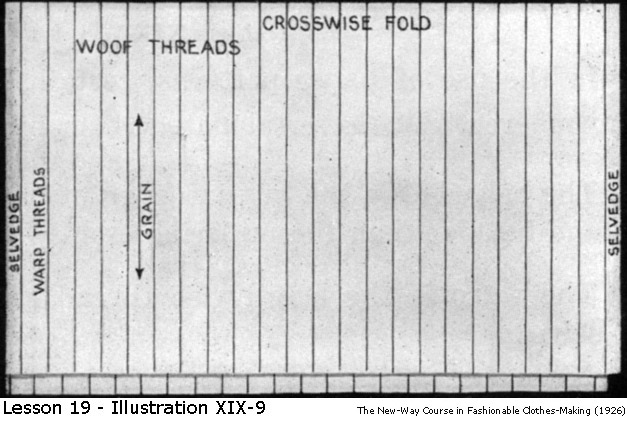 CROSSWISE FOLD
WOOF THREADS
SELVEDGE
WARP THREADS
GRAIN
SELVEDGE
Lesson 19 - Illustration XIX-9
The New-Way Course in Fashionable Clothes-Making (1926)